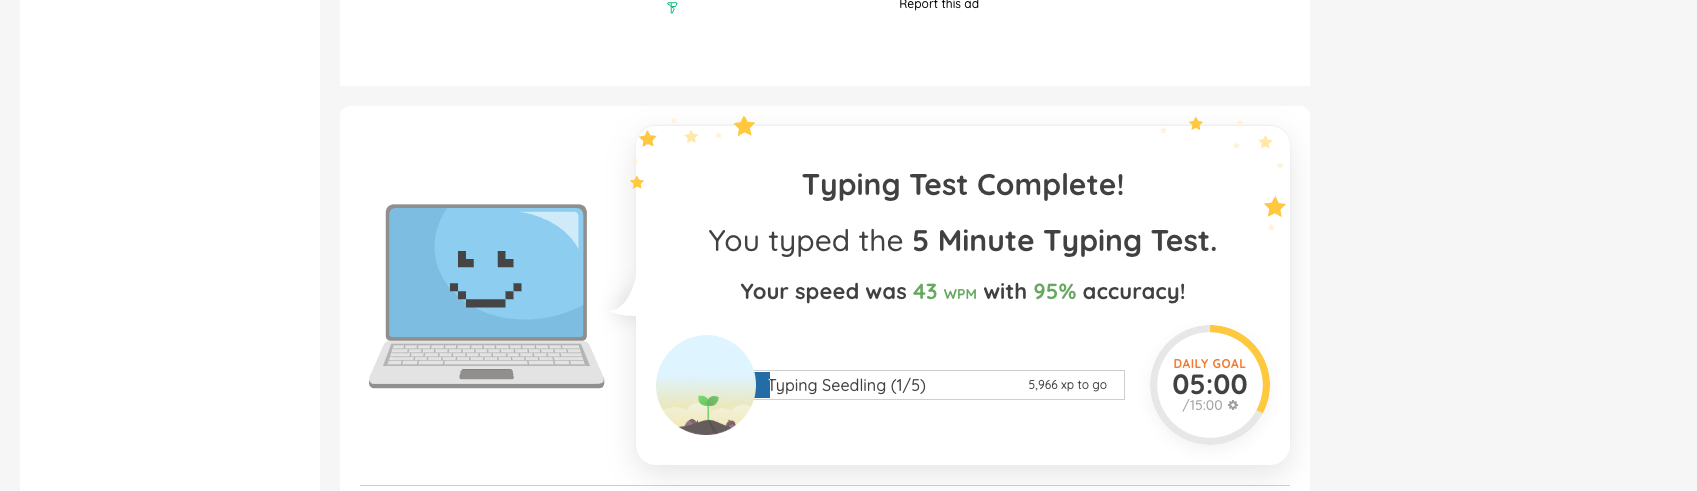 Report this ad
Typing Test Complete!
You typed the 5 Minute Typing Test.
Your speed was 43 WPM with 95% accuracy!
Typing Seedling (1/5)
5,966 xp to go
DAILY GOAL
05:00
/15:00